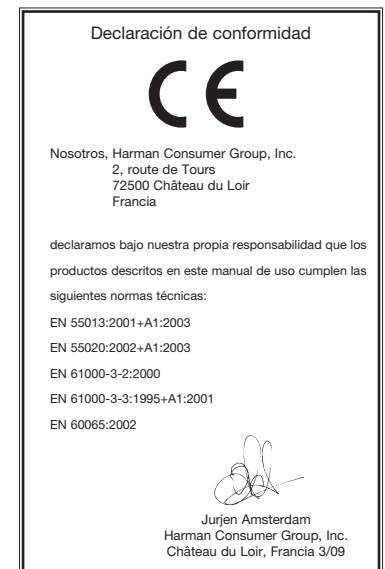 Declaración de conformidad
CE
Nosotros, Harman Consumer Group, Inc.
2, route de Tours
72500 Château du Loir
Francia
declaramos bajo nuestra propia responsabilidad que los
productos descritos en este manual de uso cumplen las
siguientes normas técnicas:
EN 55013:2001+A1:2003
EN 55020:2002+A1:2003
EN 61000-3-2:2000
EN 61000-3-3:1995+A1:2001
EN 60065:2002
Jurjen Amsterdam
Harman Consumer Group, Inc.
Château du Loir, Francia 3/09